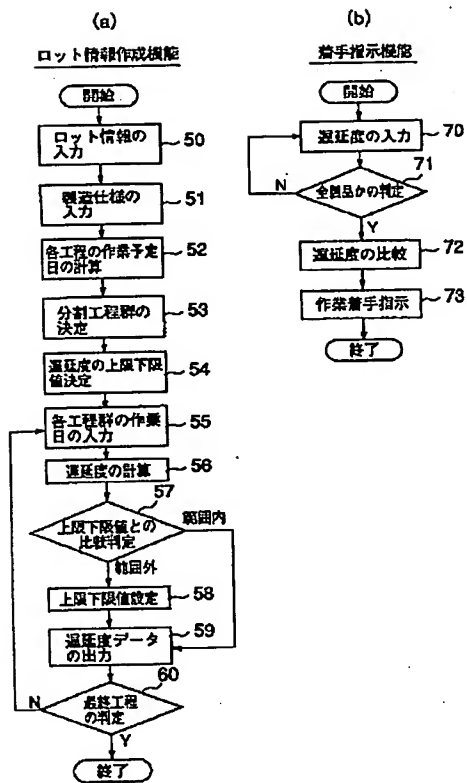 (a)
ロット情報作成機能
開始
ロット情報の
入力
50
製造仕様の
入力
51
各工程の作業予定
日の計算
52
分割工程群の
決定
53
遅延度の上限下限
値決定
54
各工程群の作業
日の入力
55
遅延度の計算
56
57
上限下限値との
比較判定
範囲内
範囲外
上限下限値設定
58
遅延度データ
の出力
59
60
N
最終工程
の判定
Y
終了
(b)
着手指示機能
開始
遅延度の入力
70
71
N
全製品かの判定
Y
遅延度の比較
72
作業着手指示
73
終了